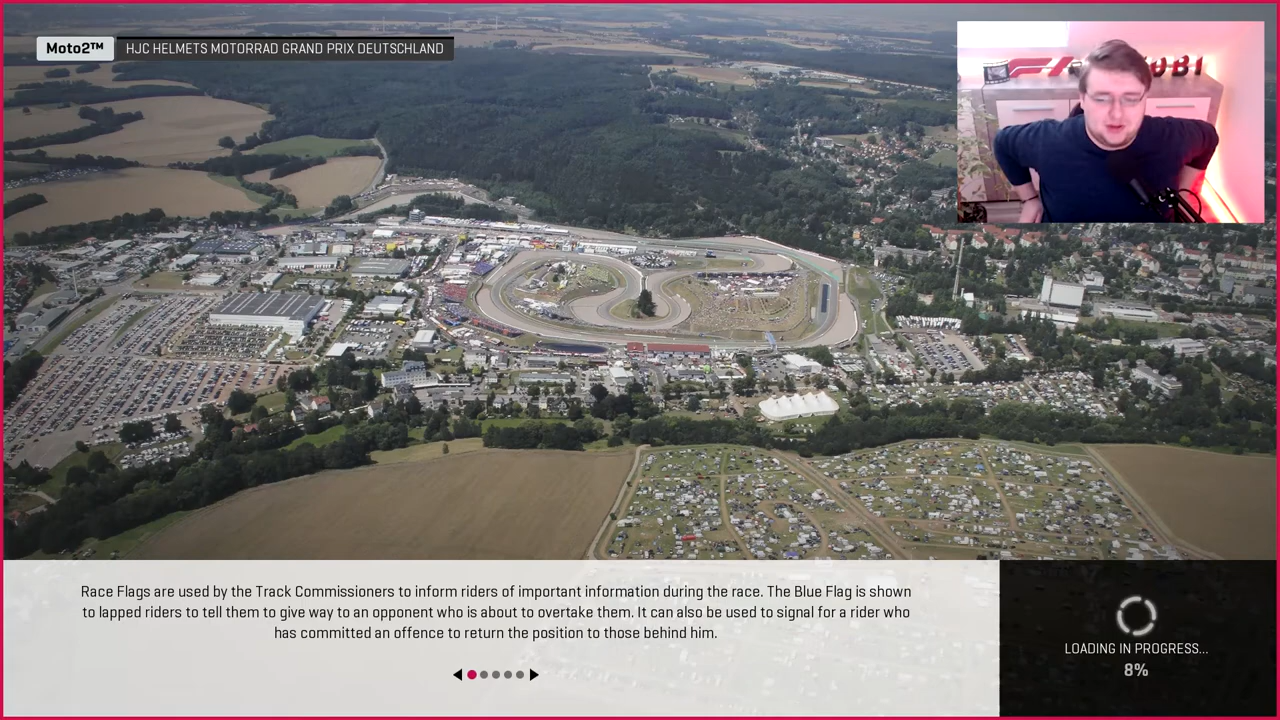 Moto2™ HJC HELMETS MOTORRAD GRAND PRIX DEUTSCHLAND
Race Flags are used by the Track Commissioners to inform riders of important information during the race. The Blue Flag is shown
to lapped riders to tell them to give way to an opponent who is about to overtake them. It can also be used to signal for a rider who
has committed an offence to return the position to those behind him.
LOADING IN PROGRESS...
8%